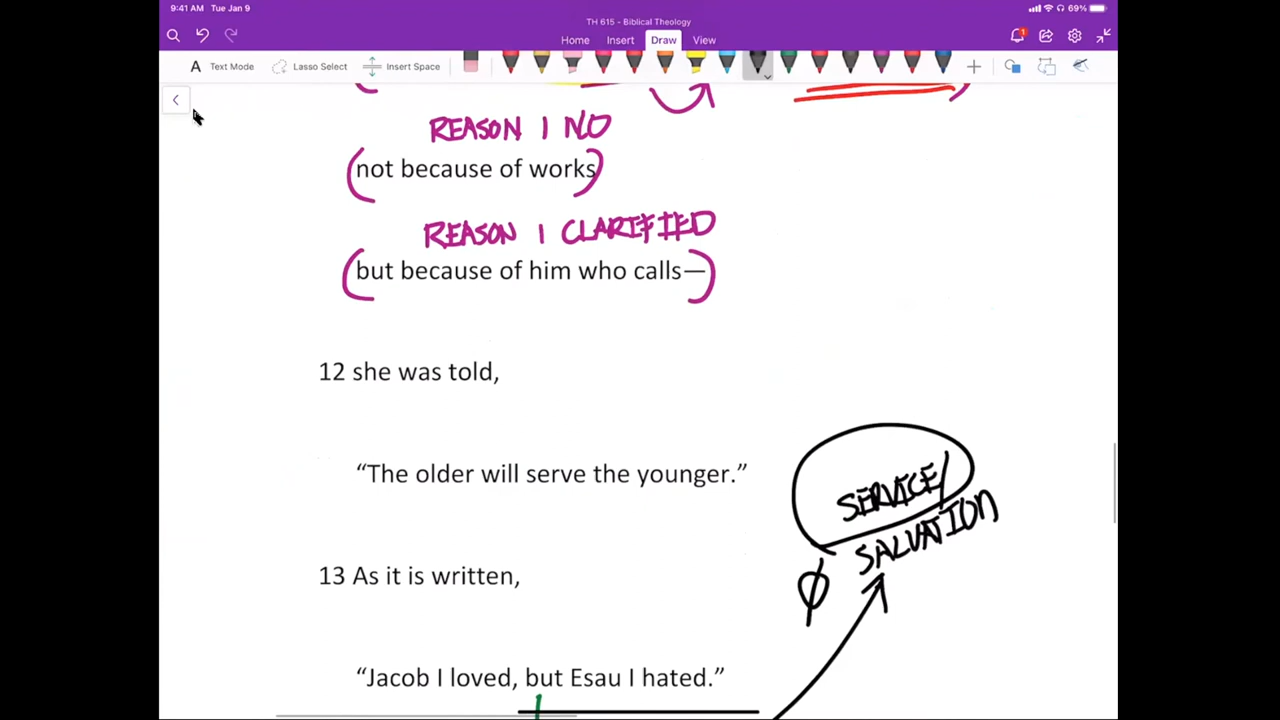 9:41 AM Tue Jan 9
69%
TH 615 - Biblical Theology
Home Insert Draw View
1
A Text Mode Lasso Select Insert Space
REASON 1 NO
not because of works
REASON 1 CLARIFIED
but because of him who calls—
12 she was told,
“The older will serve the younger.”
SERVICE/
SALVATION
13 As it is written,
“Jacob I loved, but Esau I hated.”